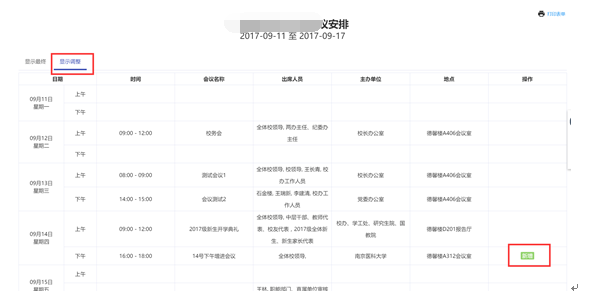 打印表单
议安排
2017-09-11 至 2017-09-17
显示最终 显示调整
日期 时间 会议名称 出席人员 主办单位 地点 操作
09月11日 星期一 上午
下午
09月12日 星期二 上午 09:00 - 12:00 校务会 全体校领导, 两办主任、纪委办主任 校长办公室 德馨楼A406会议室
下午
09月13日 星期三 上午 08:00 - 09:00 测试会议1 全体校领导, 校领导, 王长青, 校办工作人员 校长办公室 德馨楼A406会议室
下午 14:00 - 15:00 会议测试2 石金楼, 王瑞新, 李建清, 校办工作人员 党委办公室 德馨楼A406会议室
09月14日 星期四 上午 09:00 - 12:00 2017级新生开学典礼 全体校领导, 中层干部、教师代表、校友代表，2017级全体新生、新生家长代表 校办、学工处、研究生院、国教院 德馨楼D201报告厅
下午 16:00 - 18:00 14号下午增进会议 全体校领导, 南京医科大学 德馨楼A312会议室
09月15日 上午